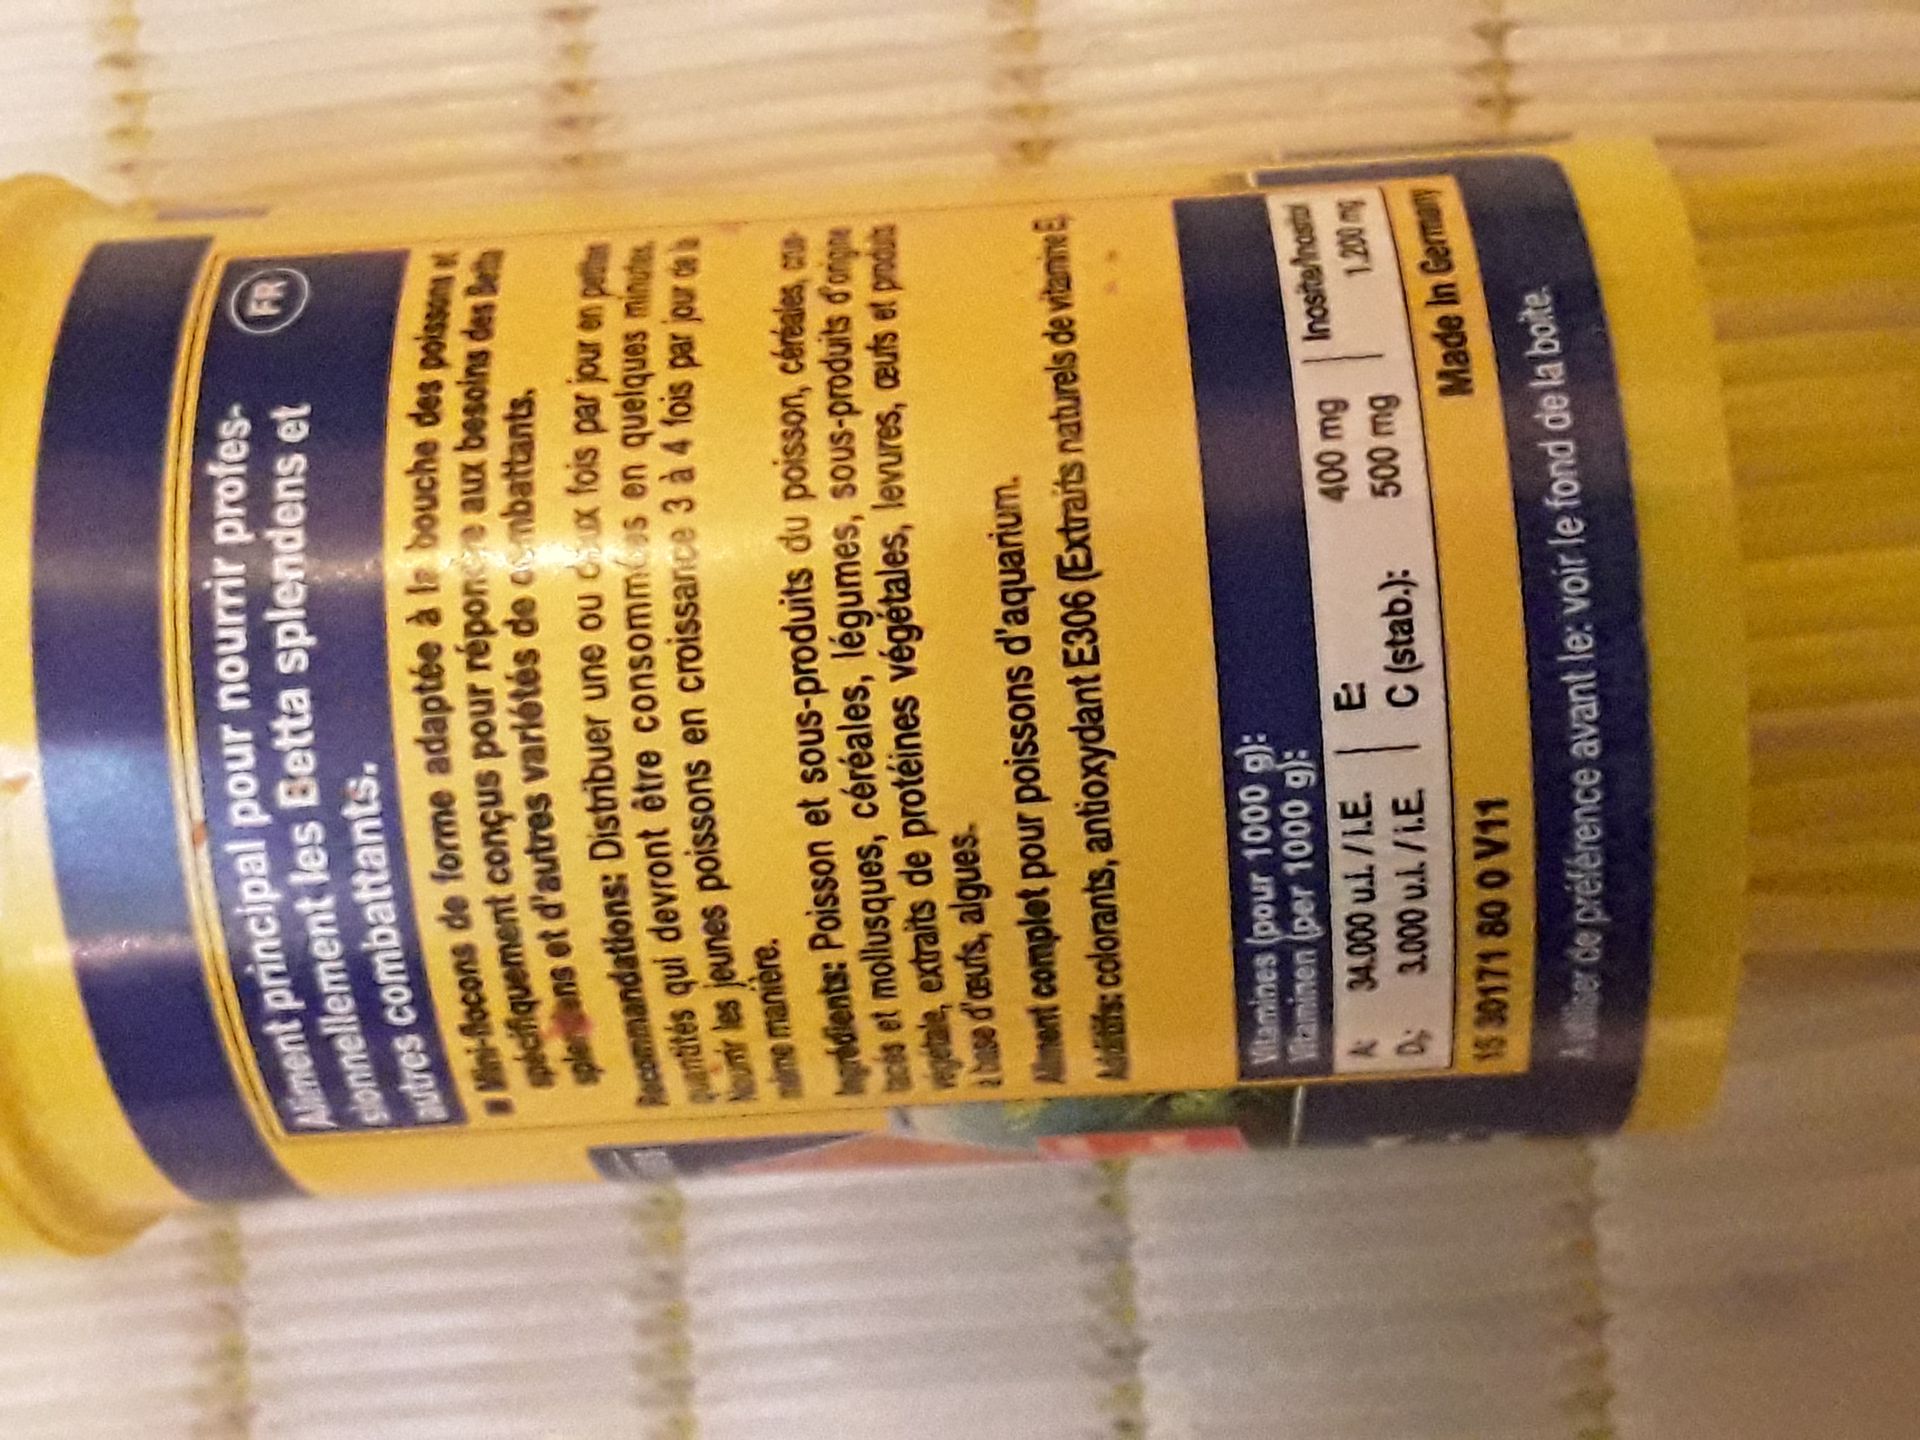 FR
Aliment principal pour nourrir profes-
sionnellement les Betta splendens et
autres combattants.
■ Mini-flocons de forme adaptée à la bouche des poissons et
spécifiquement conçus pour répondre aux besoins des Betta
splendens et d'autres variétés de combattants.
Recommandations: Distribuer une ou deux fois par jour en petites
quantités qui devront être consommées en quelques minutes.
Nourrir les jeunes poissons en croissance 3 à 4 fois par jour de la
même manière.
Ingrédients: Poisson et sous-produits du poisson, céréales, crus-
tacés et mollusques, céréales, légumes, sous-produits d'origine
végétale, extraits de protéines végétales, levures, œufs et produits
à base d'œufs, algues.
Aliment complet pour poissons d'aquarium.
Additifs: colorants, antioxydant E306 (Extraits naturels de vitamine E)
Vitamines (pour 1000 g):
Vitaminen (per 1000 g):
A: 34.000 u.I. / I.E. | E: 400 mg | Inosite/Inositol
D₃: 3.000 u.I. / i.E. | C (stab.): 500 mg | 1.200 mg
Made In Germany
15 30171 80 0 V11
A utiliser de préférence avant le: voir le fond de la boîte.